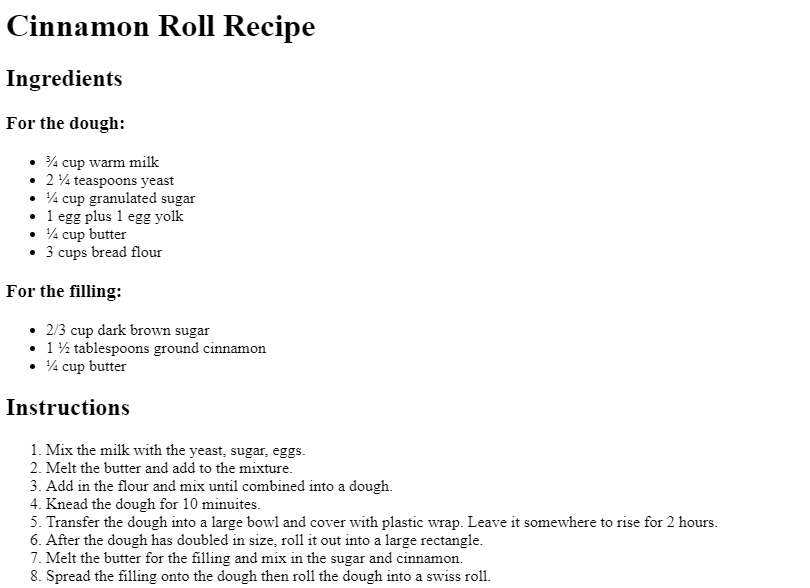 Cinnamon Roll Recipe
Ingredients
For the dough:
• ¾ cup warm milk
• 2 ¼ teaspoons yeast
• ¼ cup granulated sugar
• 1 egg plus 1 egg yolk
• ¼ cup butter
• 3 cups bread flour
For the filling:
• 2/3 cup dark brown sugar
• 1 ½ tablespoons ground cinnamon
• ¼ cup butter
Instructions
1. Mix the milk with the yeast, sugar, eggs.
2. Melt the butter and add to the mixture.
3. Add in the flour and mix until combined into a dough.
4. Knead the dough for 10 minuites.
5. Transfer the dough into a large bowl and cover with plastic wrap. Leave it somewhere to rise for 2 hours.
6. After the dough has doubled in size, roll it out into a large rectangle.
7. Melt the butter for the filling and mix in the sugar and cinnamon.
8. Spread the filling onto the dough then roll the dough into a swiss roll.